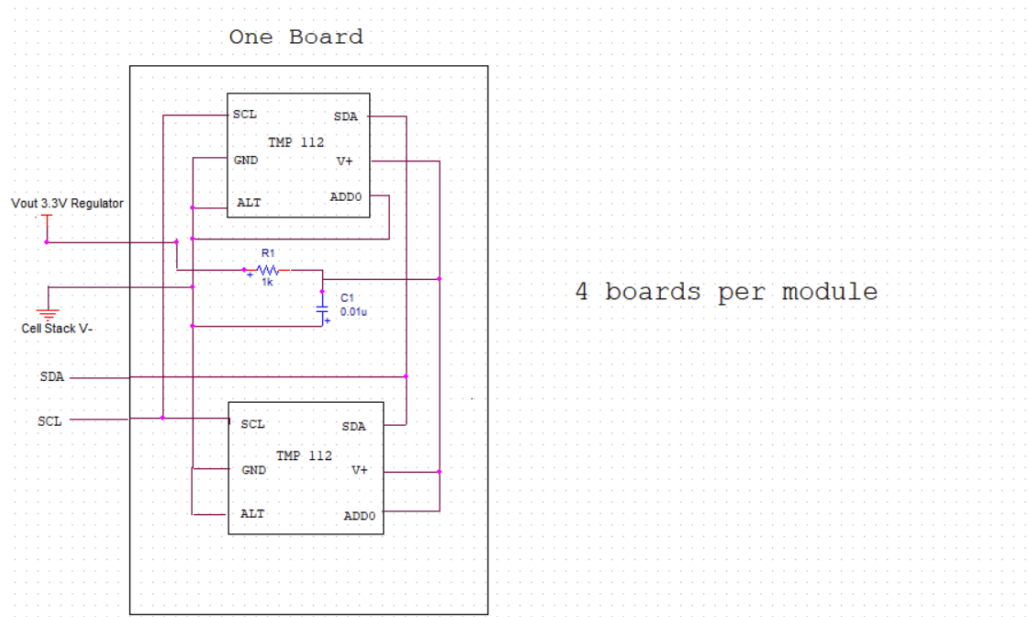 One Board
SCL
SDA
TMP 112
GND
V+
ALT
ADD0
Vout 3.3V Regulator
R1
1k
C1
0.01u
4 boards per module
Cell Stack V-
SDA
SCL
SCL
SDA
TMP 112
GND
V+
ALT
ADD0